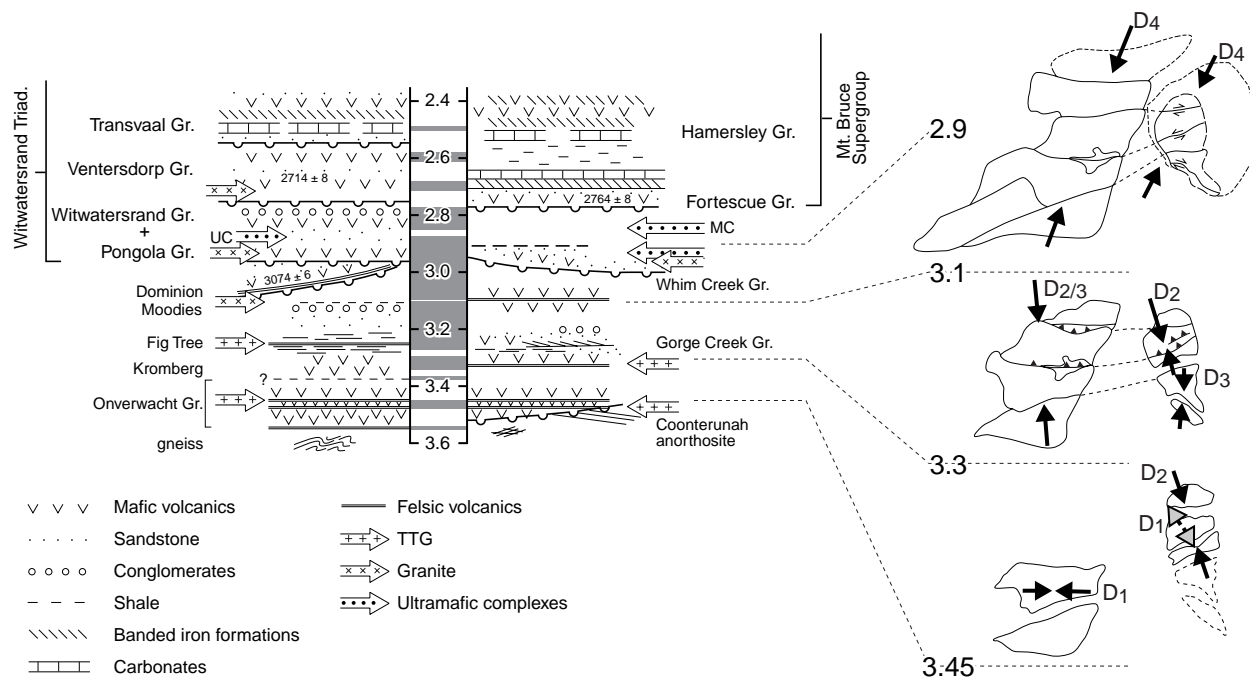 Witwatersrand Triad.
Transvaal Gr.
Ventersdorp Gr.
Witwatersrand Gr.
+
Pongola Gr.
Dominion
Moodies
Fig Tree
Kromberg
Onverwacht Gr.
gneiss
2714 ± 8
UC
3074 ± 6
?
2.4
2.6
2.8
3.0
3.2
3.4
3.6
2764 ± 8
MC
Hamersley Gr.
Fortescue Gr.
Mt. Bruce
Supergroup
Whim Creek Gr.
Gorge Creek Gr.
Coonterunah
anorthosite
2.9
3.1
3.3
3.45
D4
D4
D2/3
D2
D3
D2
D1
D1
Mafic volcanics
Sandstone
Conglomerates
Shale
Banded iron formations
Carbonates
Felsic volcanics
TTG
Granite
Ultramafic complexes